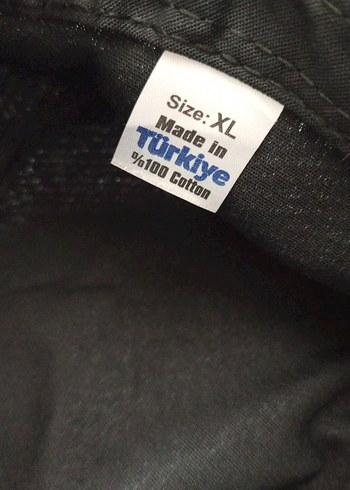 Size: XL
Made in
Türkiye
%100 Cotton